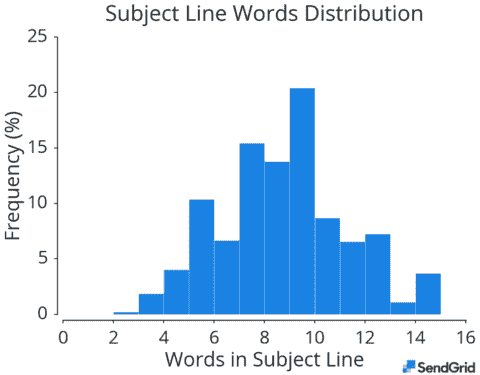 Subject Line Words Distribution
Frequency (%)
25
20
15
10
5
0
0 2 4 6 8 10 12 14 16
Words in Subject Line
SendGrid